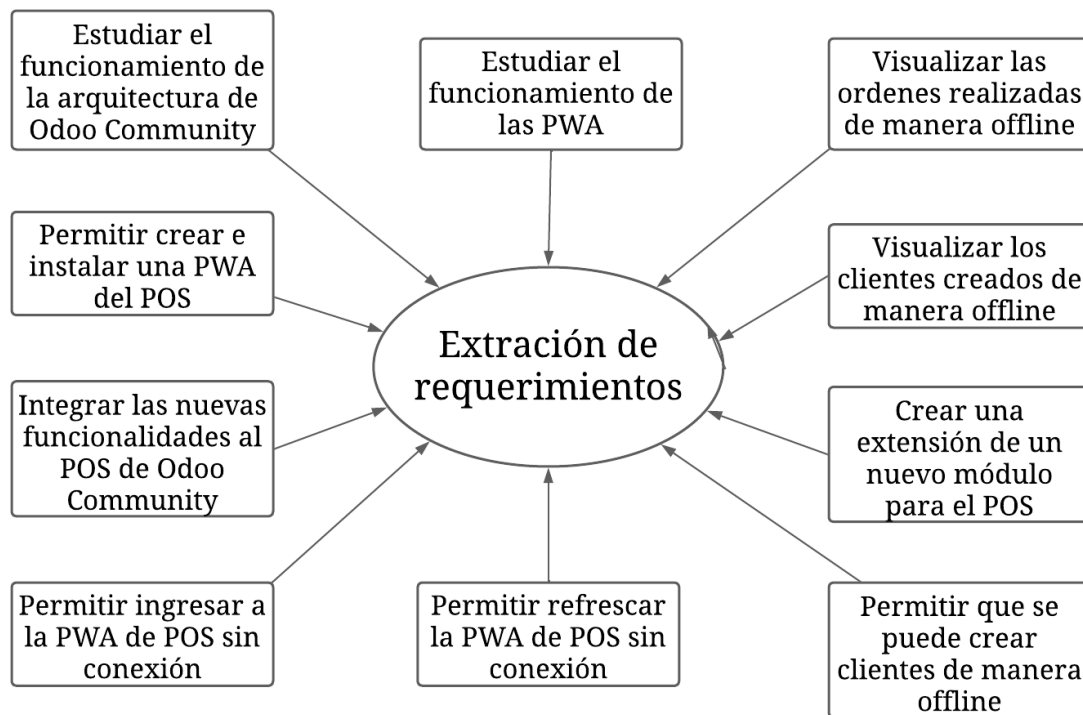 Estudiar el
funcionamiento de
la arquitectura de
Odoo Community
Estudiar el
funcionamiento de
las PWA
Visualizar las
ordenes realizadas
de manera offline
Permitir crear e
instalar una PWA
del POS
Visualizar los
clientes creados de
manera offline
Extración de
requerimientos
Integrar las nuevas
funcionalidades al
POS de Odoo
Community
Crear una
extensión de un
nuevo módulo
para el POS
Permitir ingresar a
la PWA de POS sin
conexión
Permitir refrescar
la PWA de POS sin
conexión
Permitir que se
puede crear
clientes de manera
offline